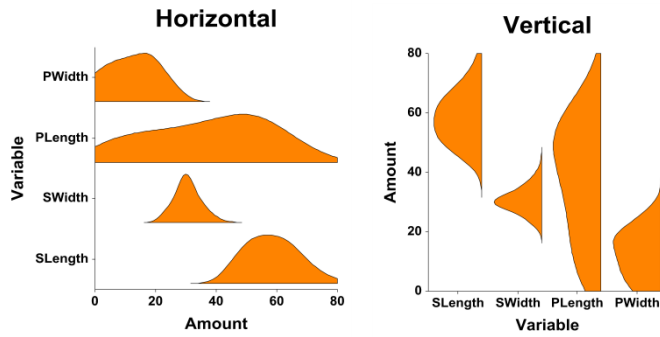 Horizontal
PWidth
PLength
SWidth
SLength
Variable
0 20 40 60 80
Amount
Vertical
80
60
40
20
0
Amount
SLength SWidth PLength PWidth
Variable